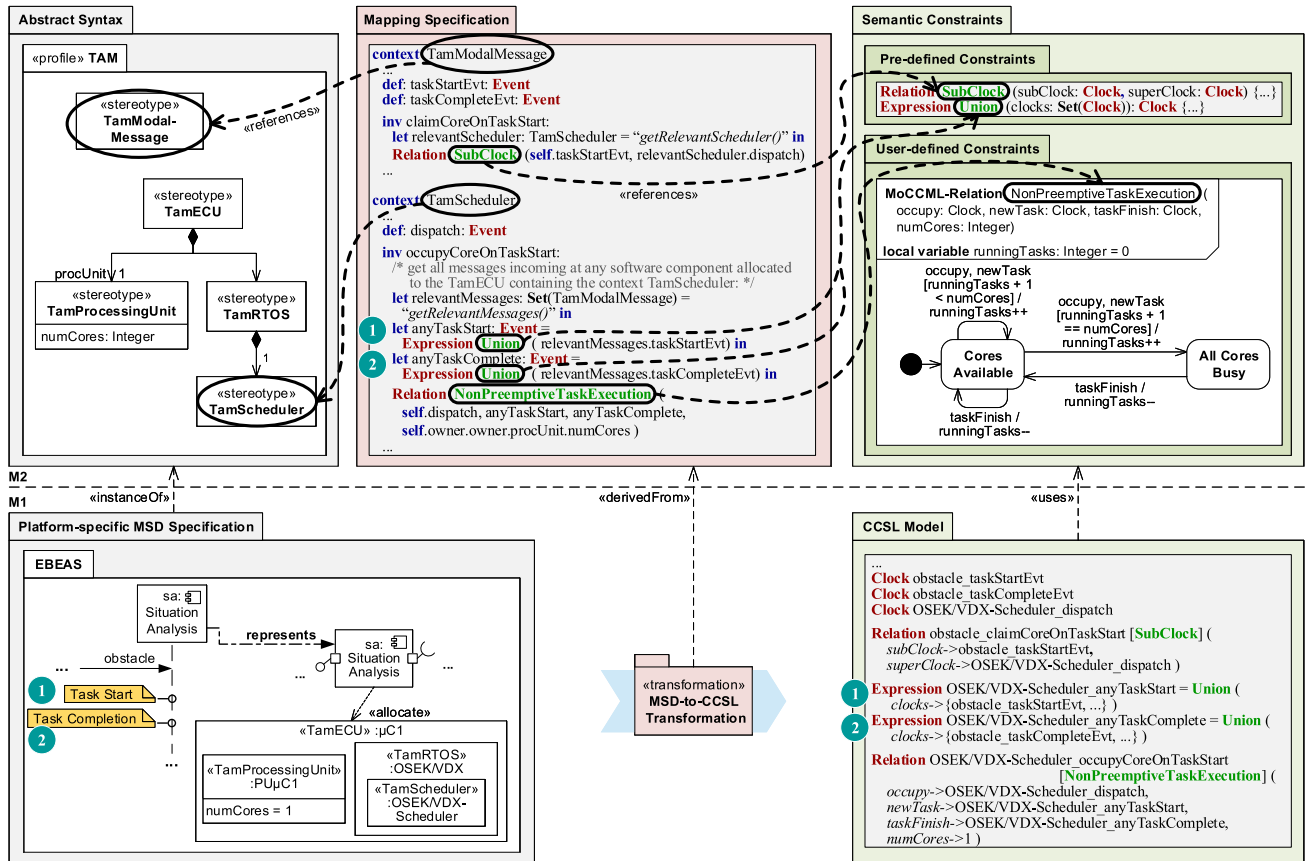 Abstract Syntax
«profile» TAM
«stereotype»
TamModal-
Message
«stereotype»
TamECU
procUnit 1
«stereotype»
TamProcessingUnit
numCores: Integer
«stereotype»
TamRTOS
1
«stereotype»
TamScheduler
«references»
Mapping Specification
context TamModalMessage
...
def: taskStartEvt: Event
def: taskCompleteEvt: Event
inv claimCoreOnTaskStart:
let relevantScheduler: TamScheduler = “getRelevantScheduler()” in
Relation SubClock (self.taskStartEvt, relevantScheduler.dispatch)
...
«references»
context TamScheduler
...
def: dispatch: Event
inv occupyCoreOnTaskStart:
/* get all messages incoming at any software component allocated
to the TamECU containing the context TamScheduler: */
let relevantMessages: Set(TamModalMessage) =
“getRelevantMessages()” in
1 let anyTaskStart: Event =
Expression Union ( relevantMessages.taskStartEvt) in
2 let anyTaskComplete: Event =
Expression Union ( relevantMessages.taskCompleteEvt) in
Relation NonPreemptiveTaskExecution (
self.dispatch, anyTaskStart, anyTaskComplete,
self.owner.owner.procUnit.numCores )
...
Semantic Constraints
Pre-defined Constraints
Relation SubClock (subClock: Clock, superClock: Clock) {...}
Expression Union (clocks: Set(Clock)): Clock {...}
User-defined Constraints
MoCCML-Relation NonPreemptiveTaskExecution (
occupy: Clock, newTask: Clock, taskFinish: Clock,
numCores: Integer)
local variable runningTasks: Integer = 0
occupy, newTask
[runningTasks + 1
< numCores] /
runningTasks++
occupy, newTask
[runningTasks + 1
== numCores] /
runningTasks++
Cores
Available
All Cores
Busy
taskFinish /
runningTasks--
taskFinish /
runningTasks--
M2
M1
«instanceOf»
«derivedFrom»
«uses»
Platform-specific MSD Specification
EBEAS
sa:
Situation
Analysis
represents
sa:
Situation
Analysis
...
...
... obstacle
1
Task Start
Task Completion
2
...
...
«allocate»
«TamECU» :µC1
«TamProcessingUnit»
:PUµC1
numCores = 1
«TamRTOS»
:OSEK/VDX
«TamScheduler»
:OSEK/VDX-
Scheduler
«transformation»
MSD-to-CCSL
Transformation
CCSL Model
...
Clock obstacle_taskStartEvt
Clock obstacle_taskCompleteEvt
Clock OSEK/VDX-Scheduler_dispatch
Relation obstacle_claimCoreOnTaskStart [SubClock] (
subClock->obstacle_taskStartEvt,
superClock->OSEK/VDX-Scheduler_dispatch )
1 Expression OSEK/VDX-Scheduler_anyTaskStart = Union (
clocks->{obstacle_taskStartEvt, ...} )
2 Expression OSEK/VDX-Scheduler_anyTaskComplete = Union (
clocks->{obstacle_taskCompleteEvt, ...} )
Relation OSEK/VDX-Scheduler_occupyCoreOnTaskStart
[NonPreemptiveTaskExecution] (
occupy->OSEK/VDX-Scheduler_dispatch,
newTask->OSEK/VDX-Scheduler_anyTaskStart,
taskFinish->OSEK/VDX-Scheduler_anyTaskComplete,
numCores->1 )